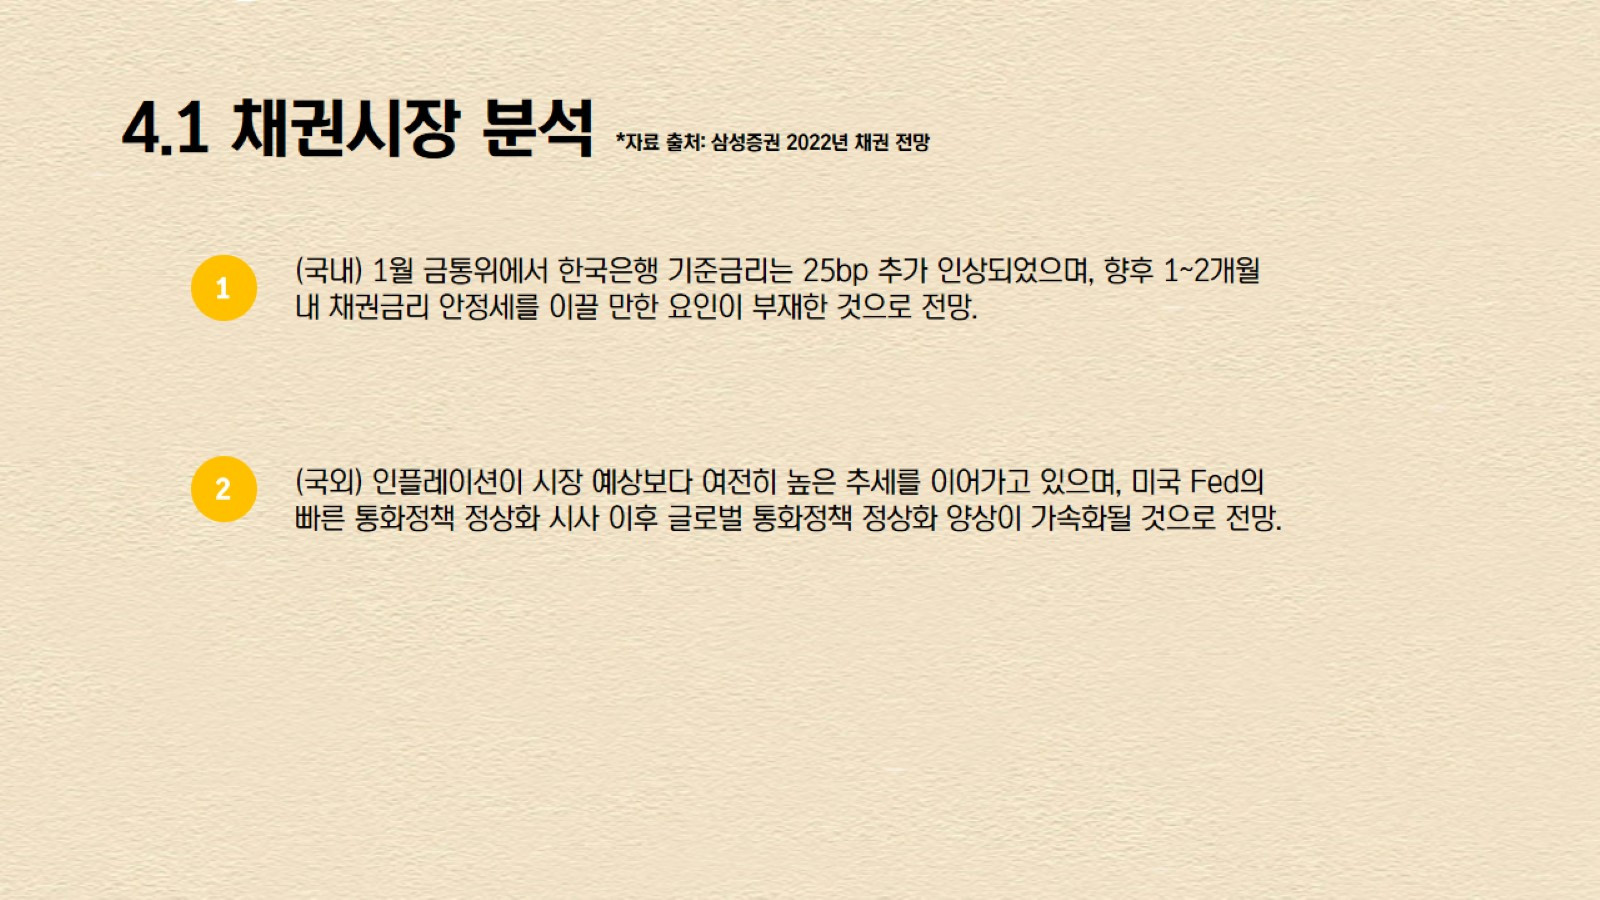 4.1 채권시장 분석 *자료 출처: 삼성증권 2022년 채권 전망
1
(국내) 1월 금통위에서 한국은행 기준금리는 25bp 추가 인상되었으며, 향후 1~2개월
내 채권금리 안정세를 이끌 만한 요인이 부재한 것으로 전망.
2
(국외) 인플레이션이 시장 예상보다 여전히 높은 추세를 이어가고 있으며, 미국 Fed의
빠른 통화정책 정상화 시사 이후 글로벌 통화정책 정상화 양상이 가속화될 것으로 전망.